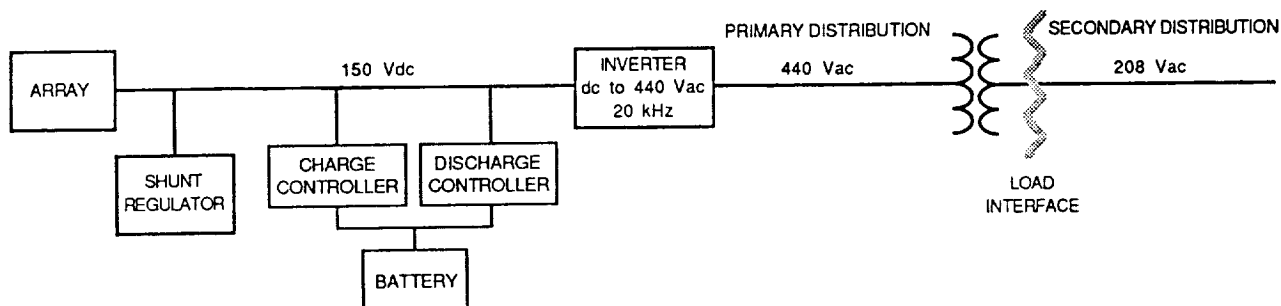 PRIMARY DISTRIBUTION
SECONDARY DISTRIBUTION
ARRAY
150 Vdc
INVERTER
dc to 440 Vac
20 kHz
440 Vac
208 Vac
SHUNT
REGULATOR
CHARGE
CONTROLLER
DISCHARGE
CONTROLLER
LOAD
INTERFACE
BATTERY